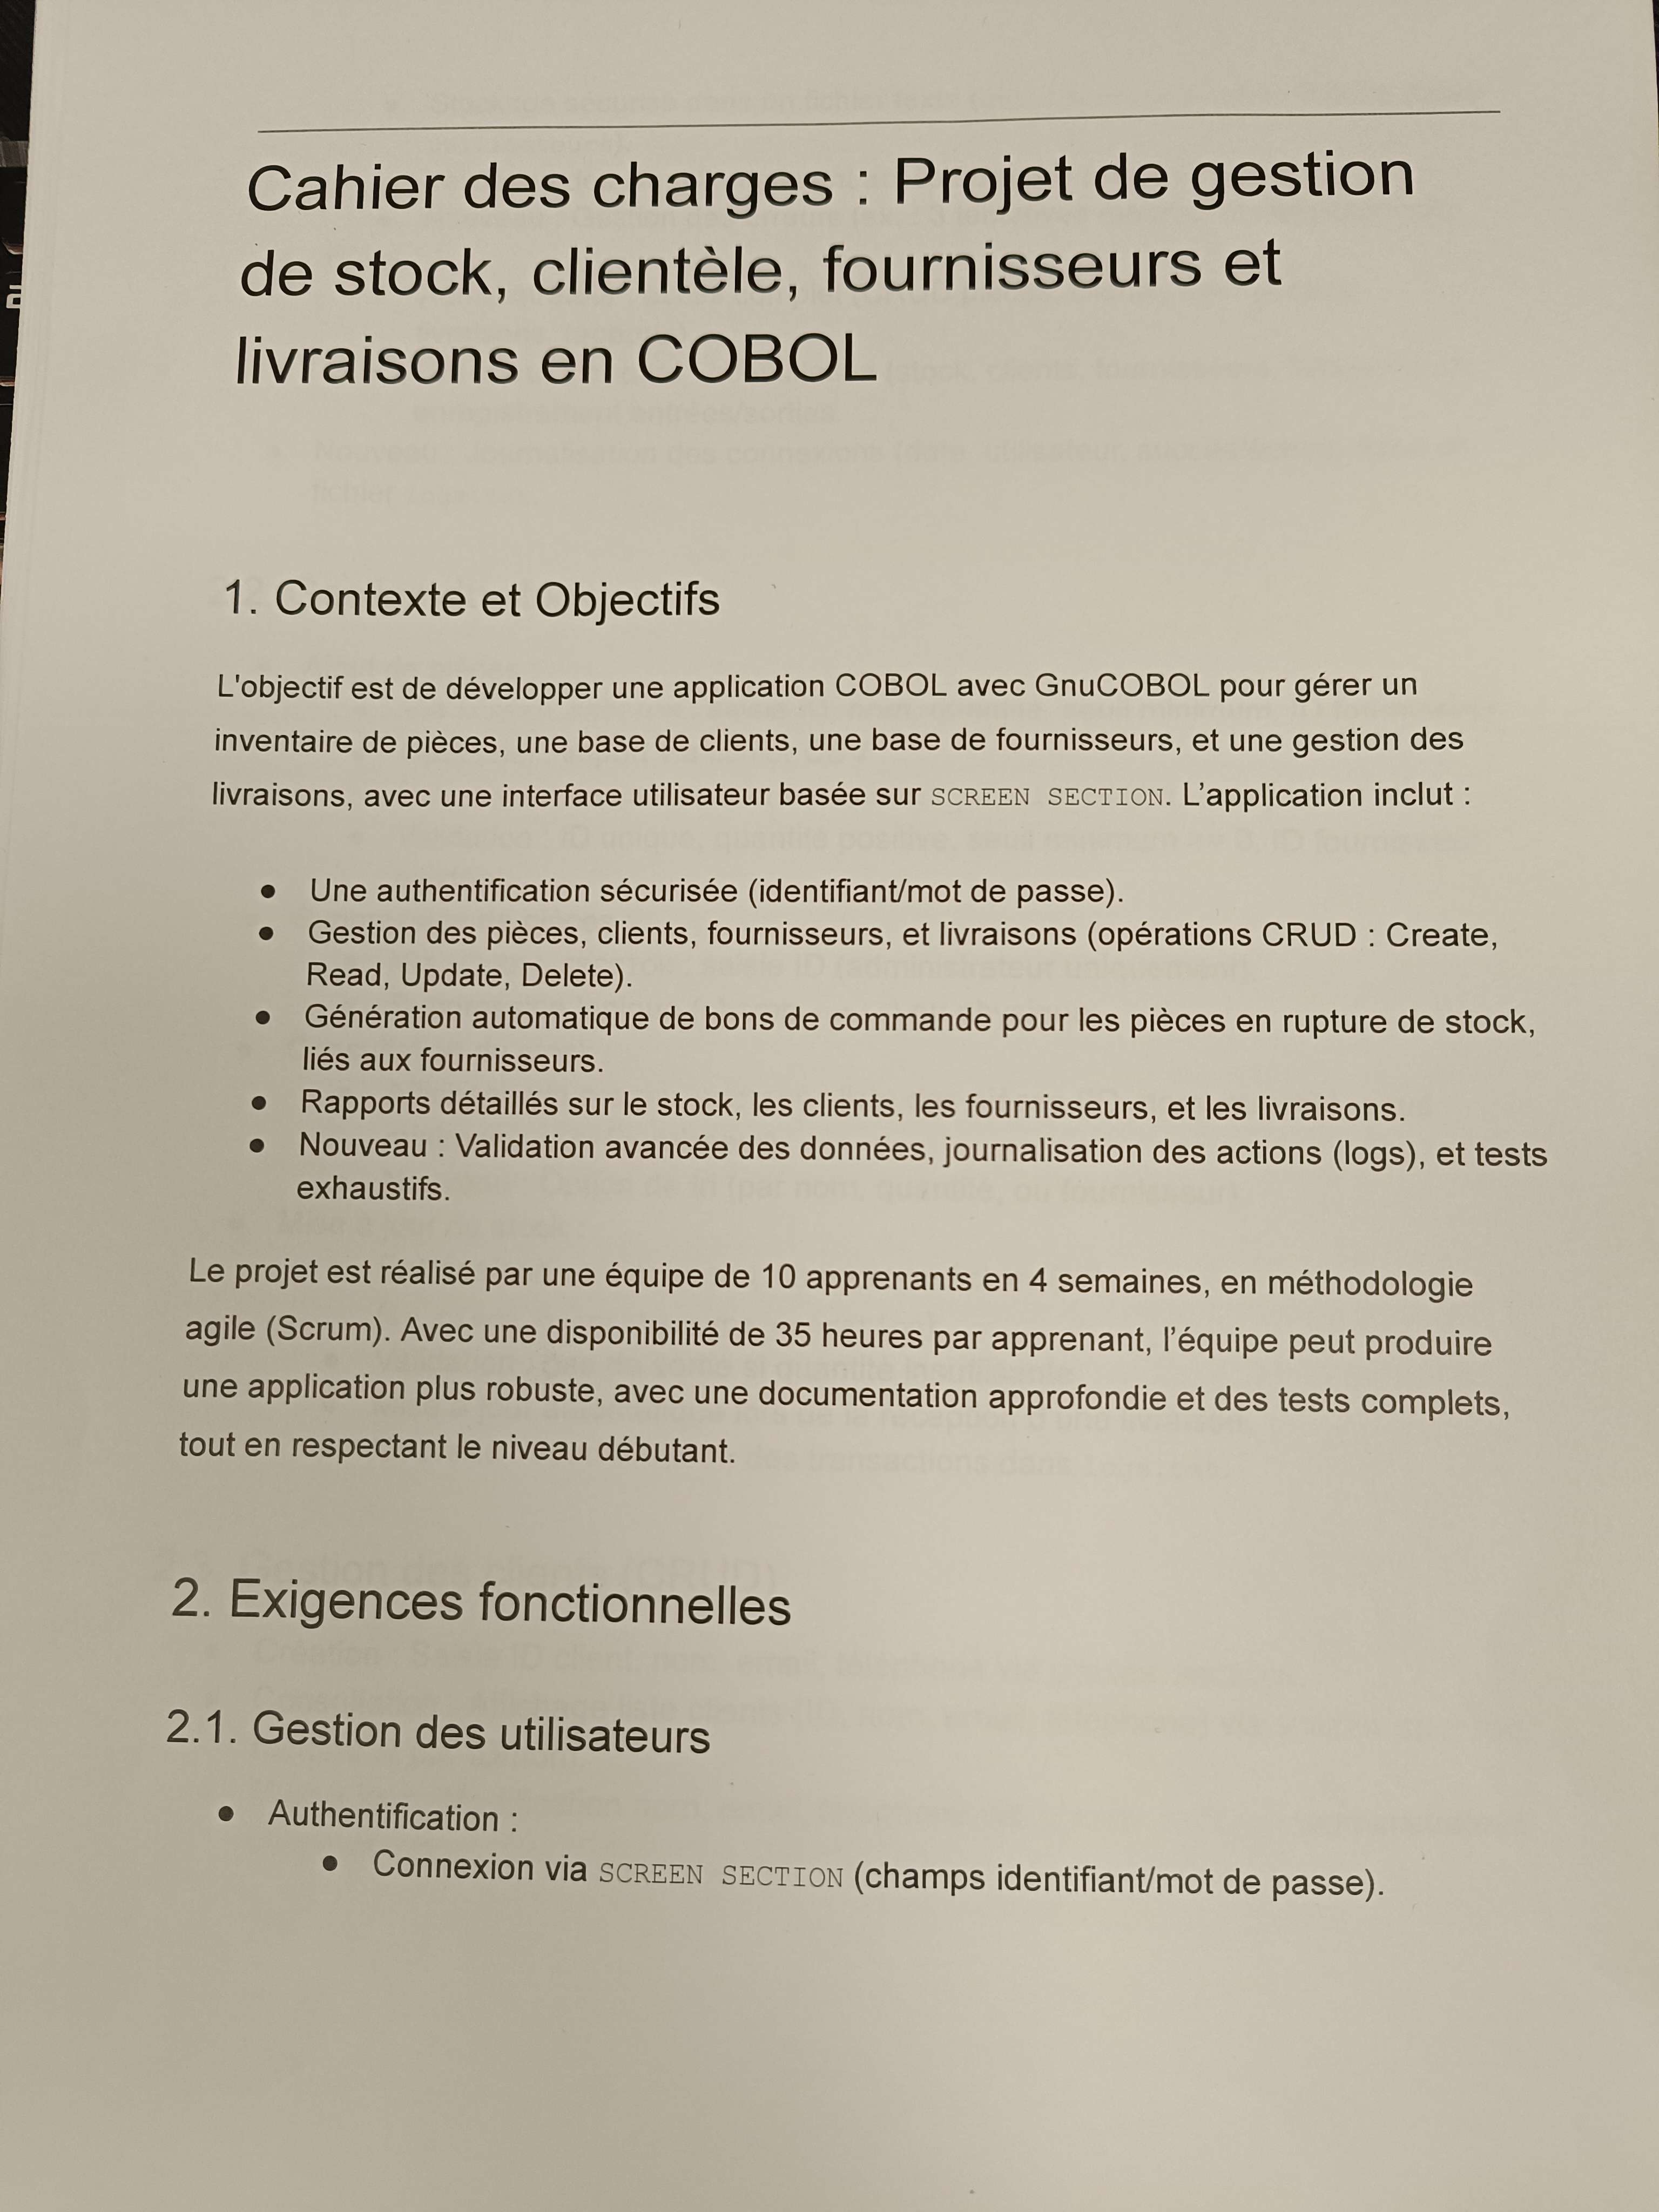 Cahier des charges : Projet de gestion
de stock, clientèle, fournisseurs et
livraisons en COBOL
1. Contexte et Objectifs
L'objectif est de développer une application COBOL avec GnuCOBOL pour gérer un
inventaire de pièces, une base de clients, une base de fournisseurs, et une gestion des
livraisons, avec une interface utilisateur basée sur SCREEN SECTION. L'application inclut :
● Une authentification sécurisée (identifiant/mot de passe).
● Gestion des pièces, clients, fournisseurs, et livraisons (opérations CRUD : Create,
Read, Update, Delete).
● Génération automatique de bons de commande pour les pièces en rupture de stock,
liés aux fournisseurs.
● Rapports détaillés sur le stock, les clients, les fournisseurs, et les livraisons.
● Nouveau : Validation avancée des données, journalisation des actions (logs), et tests
exhaustifs.
Le projet est réalisé par une équipe de 10 apprenants en 4 semaines, en méthodologie
agile (Scrum). Avec une disponibilité de 35 heures par apprenant, l'équipe peut produire
une application plus robuste, avec une documentation approfondie et des tests complets,
tout en respectant le niveau débutant.
2. Exigences fonctionnelles
2.1. Gestion des utilisateurs
● Authentification :
● Connexion via SCREEN SECTION (champs identifiant/mot de passe).